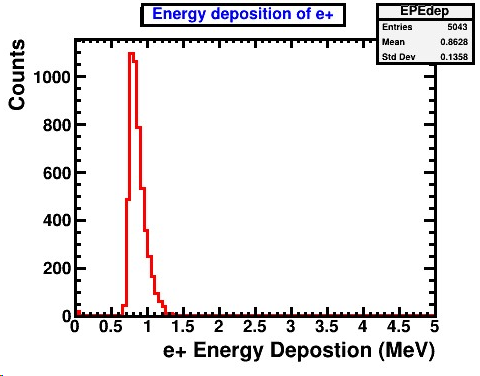 Energy deposition of e+
EPEdep
Entries 5043
Mean 0.8628
Std Dev 0.1358
Counts
1000
800
600
400
200
0
0 0.5 1 1.5 2 2.5 3 3.5 4 4.5 5
e+ Energy Depostion (MeV)